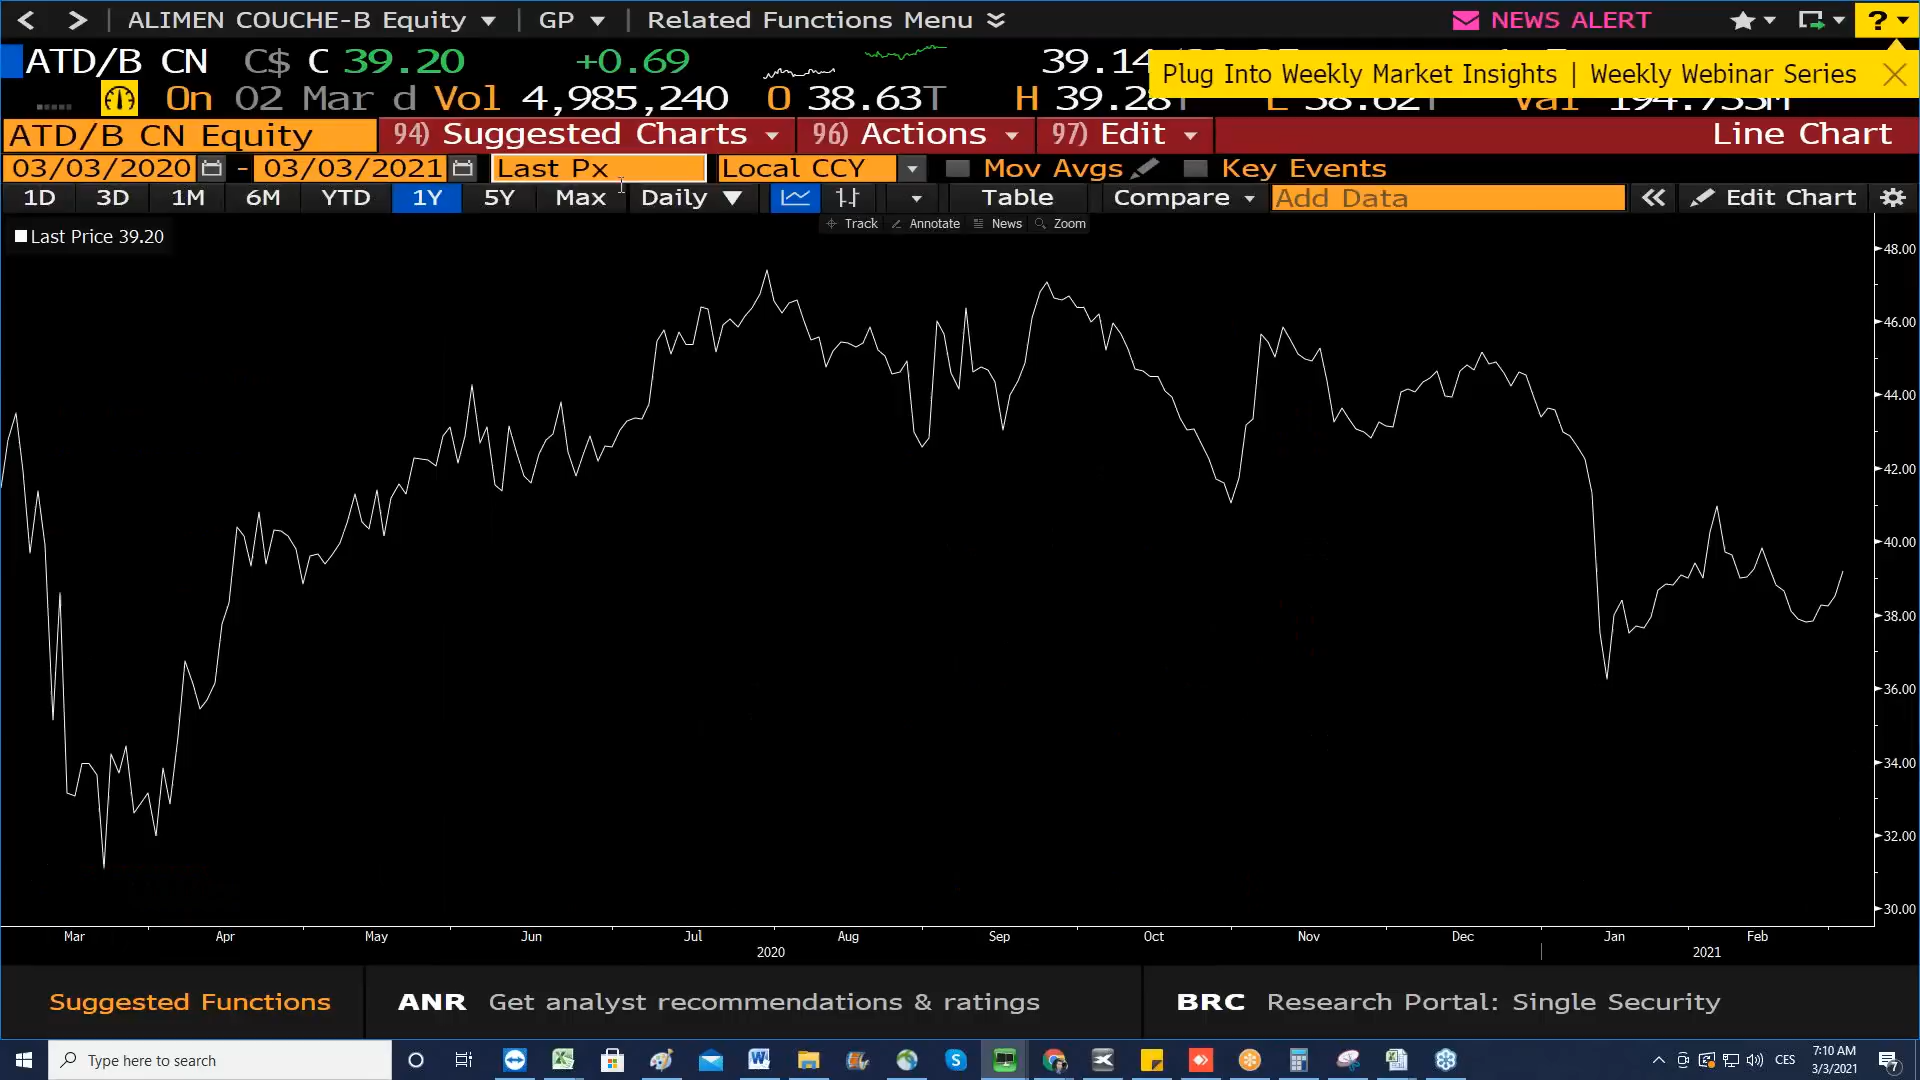 ALIMEN COUCHE-B Equity GP Related Functions Menu NEWS ALERT ?
ATD/B CN C$ C 39.20 +0.69 39.14
Plug Into Weekly Market Insights | Weekly Webinar Series
On 02 Mar d Vol 4,985,240 O 38.63T H 39.28T L 38.62T Val 194.753M
ATD/B CN Equity 94) Suggested Charts 96) Actions 97) Edit Line Chart
03/03/2020 - 03/03/2021 Last Px Local CCY Mov Avgs Key Events
1D 3D 1M 6M YTD 1Y 5Y Max Daily Table Compare Add Data Edit Chart
Track Annotate News Zoom
Last Price 39.20
48.00
46.00
44.00
42.00
40.00
38.00
36.00
34.00
32.00
30.00
Mar Apr May Jun Jul Aug Sep Oct Nov Dec Jan Feb
2020 2021
Suggested Functions ANR Get analyst recommendations & ratings BRC Research Portal: Single Security
Type here to search CES 7:10 AM
3/3/2021 7